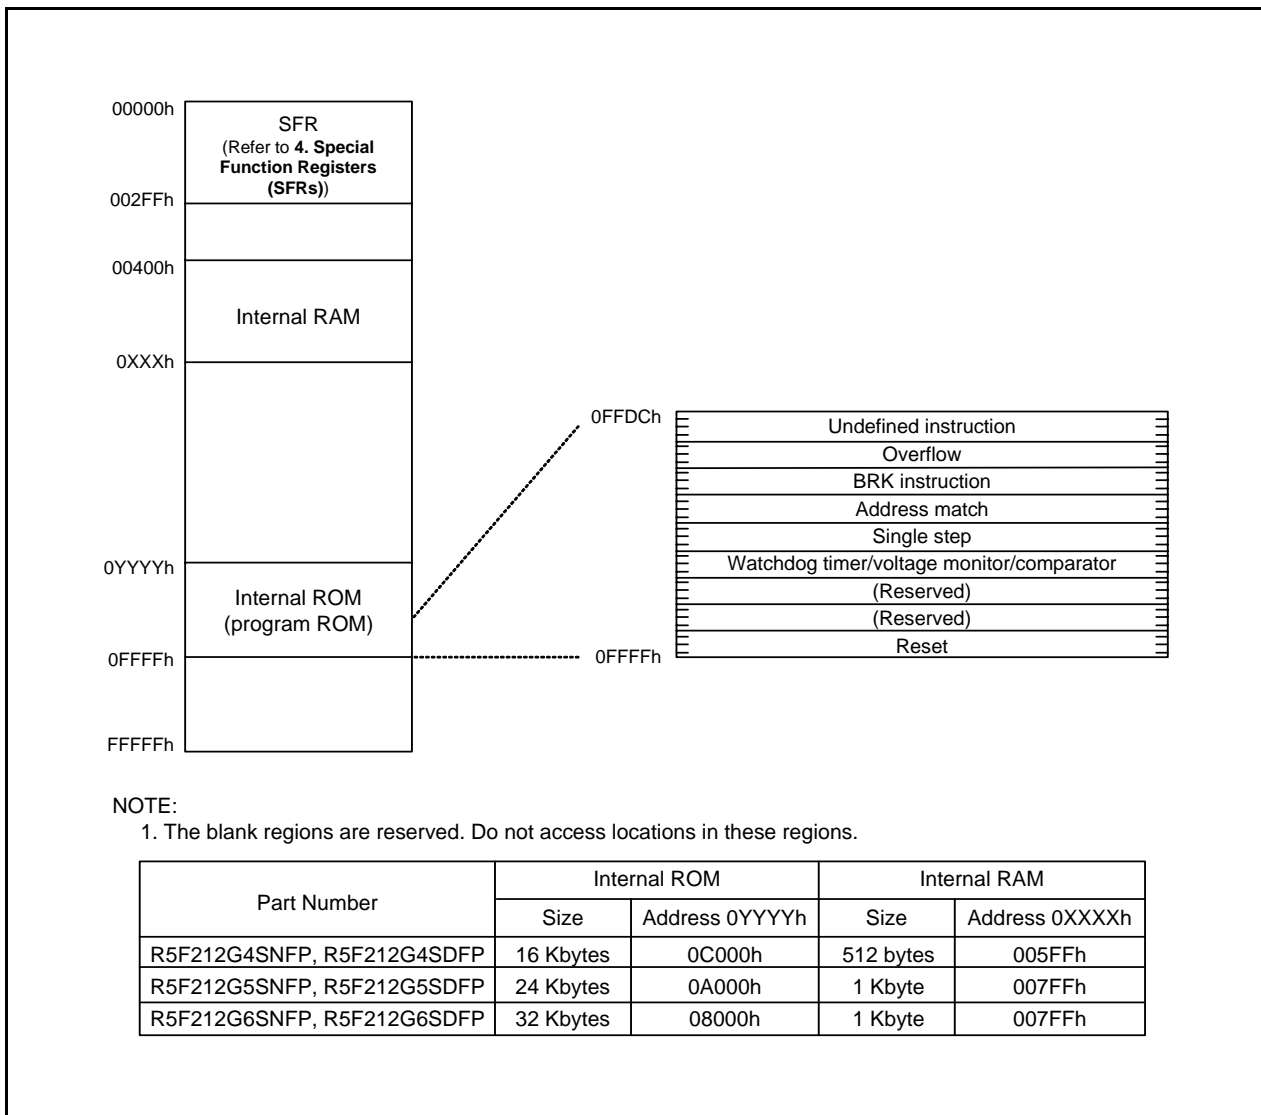 00000h
SFR
(Refer to 4. Special
Function Registers
(SFRs))
002FFh
00400h
Internal RAM
0XXXh
0YYYYh
Internal ROM
(program ROM)
0FFFFh
FFFFFh
0FFDCh
Undefined instruction
Overflow
BRK instruction
Address match
Single step
Watchdog timer/voltage monitor/comparator
(Reserved)
(Reserved)
Reset
0FFFFh
NOTE:
1. The blank regions are reserved. Do not access locations in these regions.
Part Number Internal ROM Internal RAM
Size Address 0YYYYh Size Address 0XXXXh
R5F212G4SNFP, R5F212G4SDFP 16 Kbytes 0C000h 512 bytes 005FFh
R5F212G5SNFP, R5F212G5SDFP 24 Kbytes 0A000h 1 Kbyte 007FFh
R5F212G6SNFP, R5F212G6SDFP 32 Kbytes 08000h 1 Kbyte 007FFh